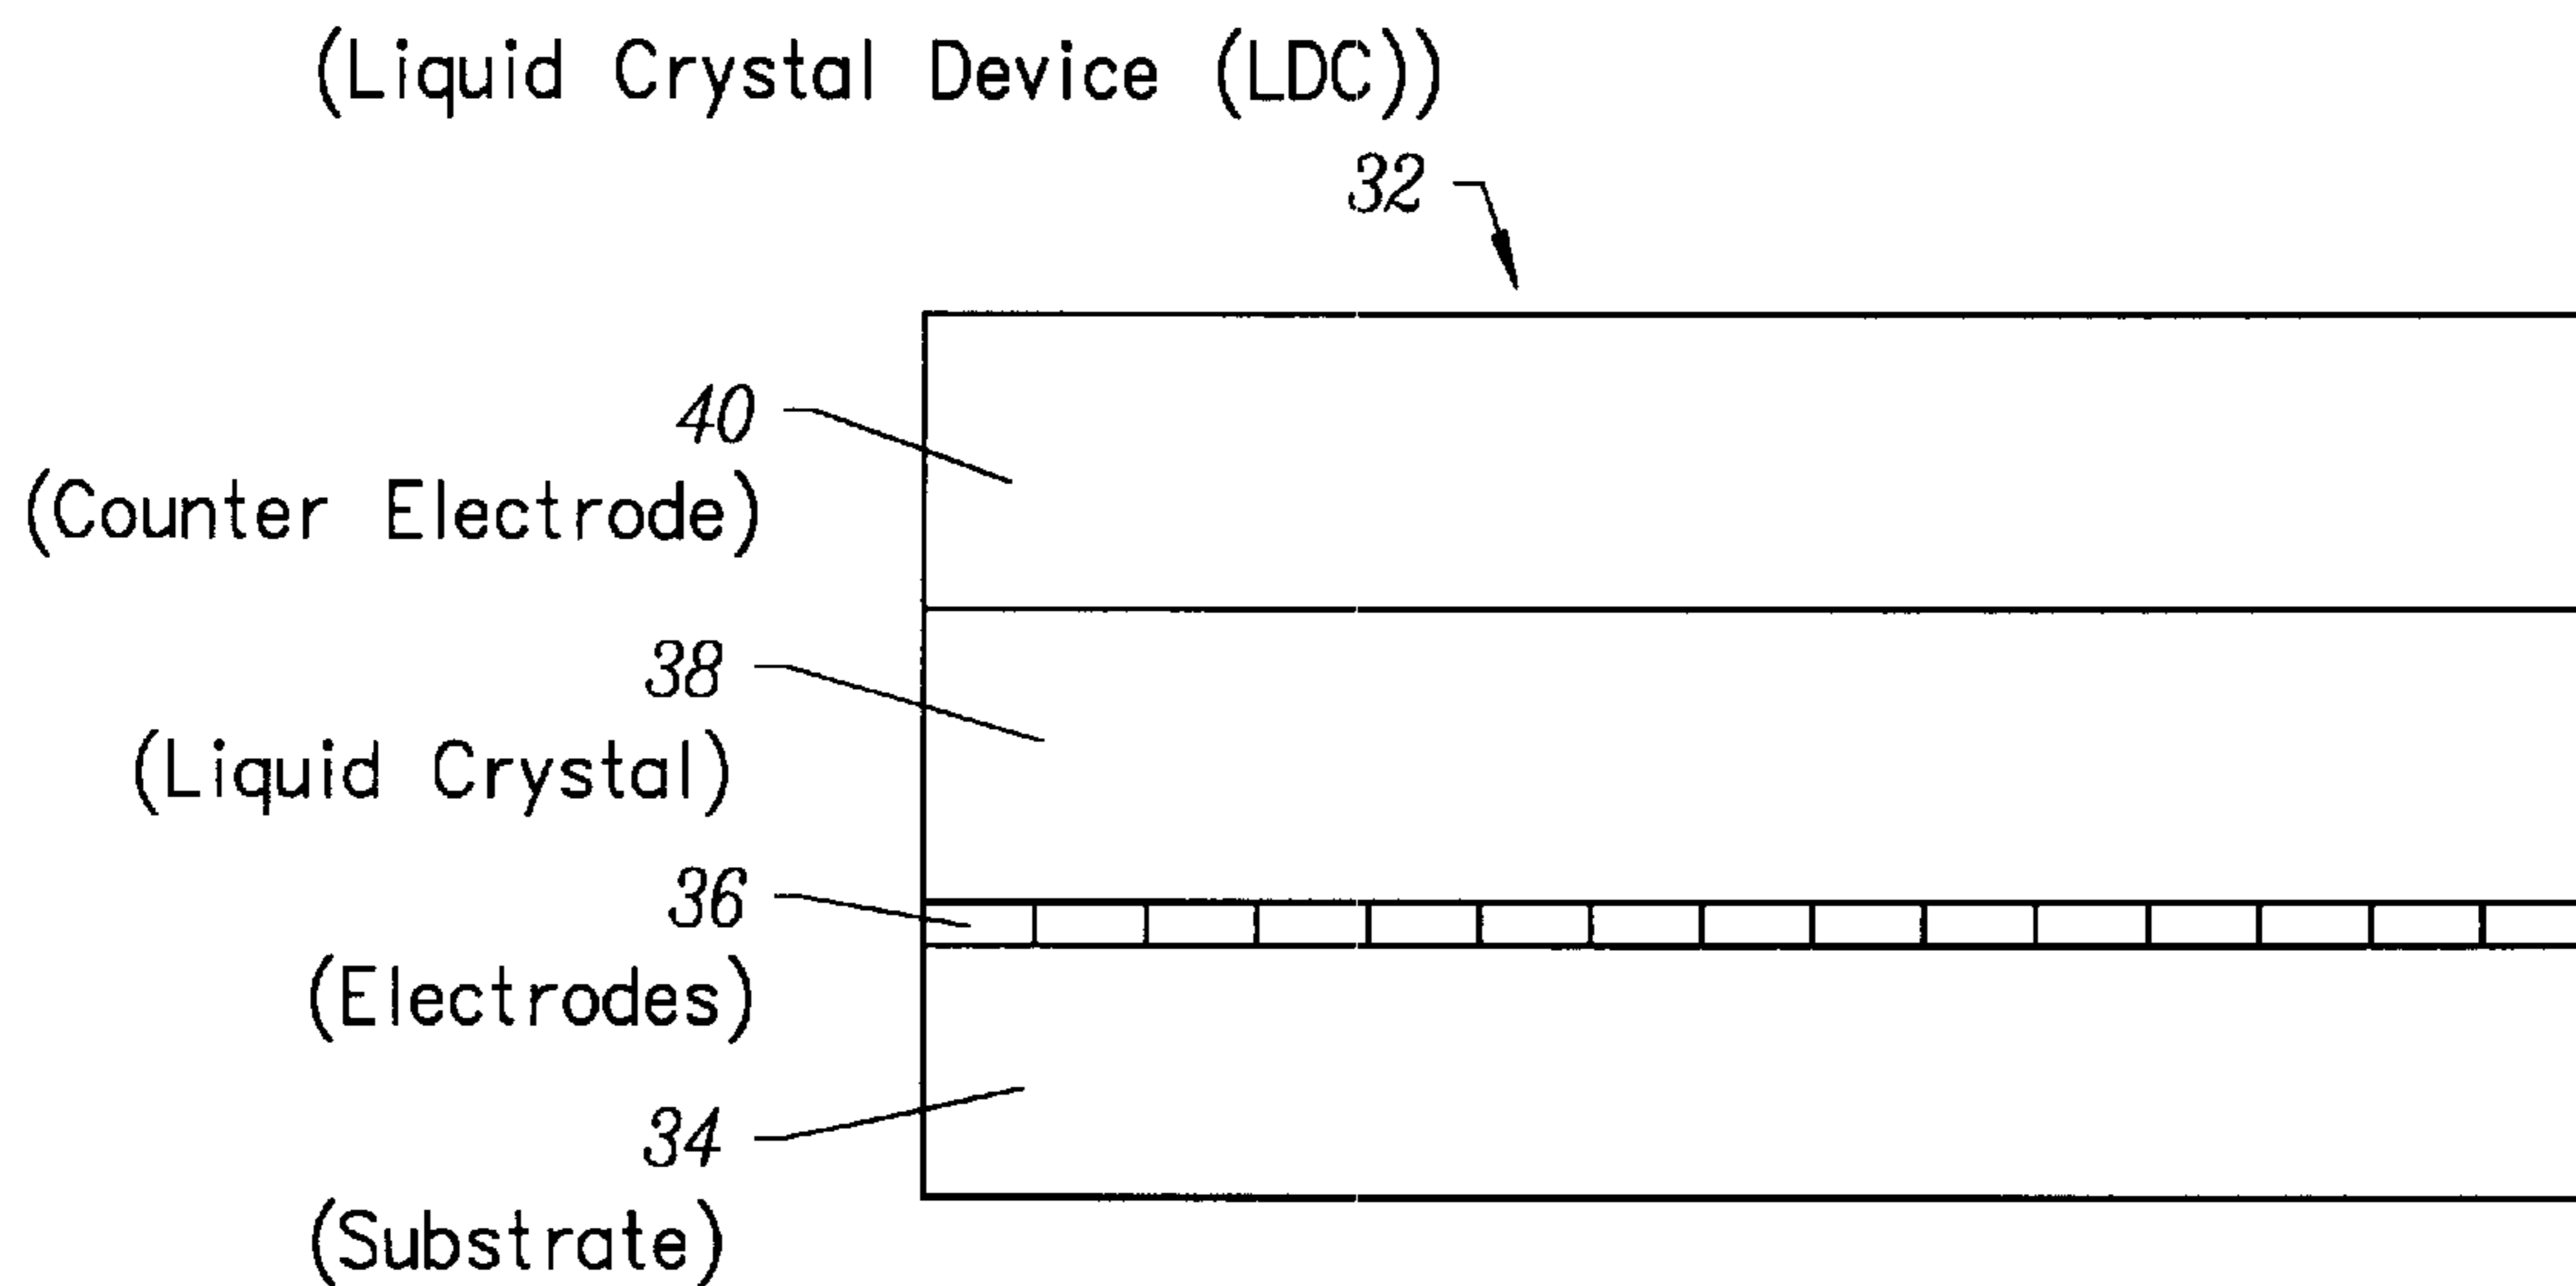 (Liquid Crystal Device (LDC))
32
40
(Counter Electrode)
38
(Liquid Crystal)
36
(Electrodes)
34
(Substrate)